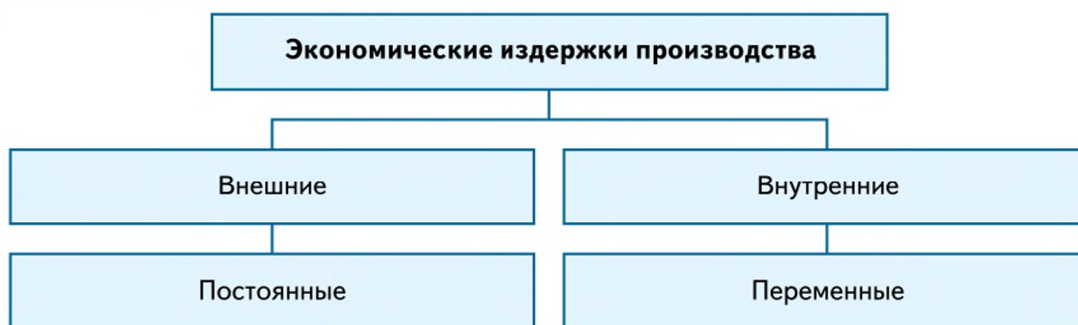 Экономические издержки производства
Внешние
Внутренние
Постоянные
Переменные